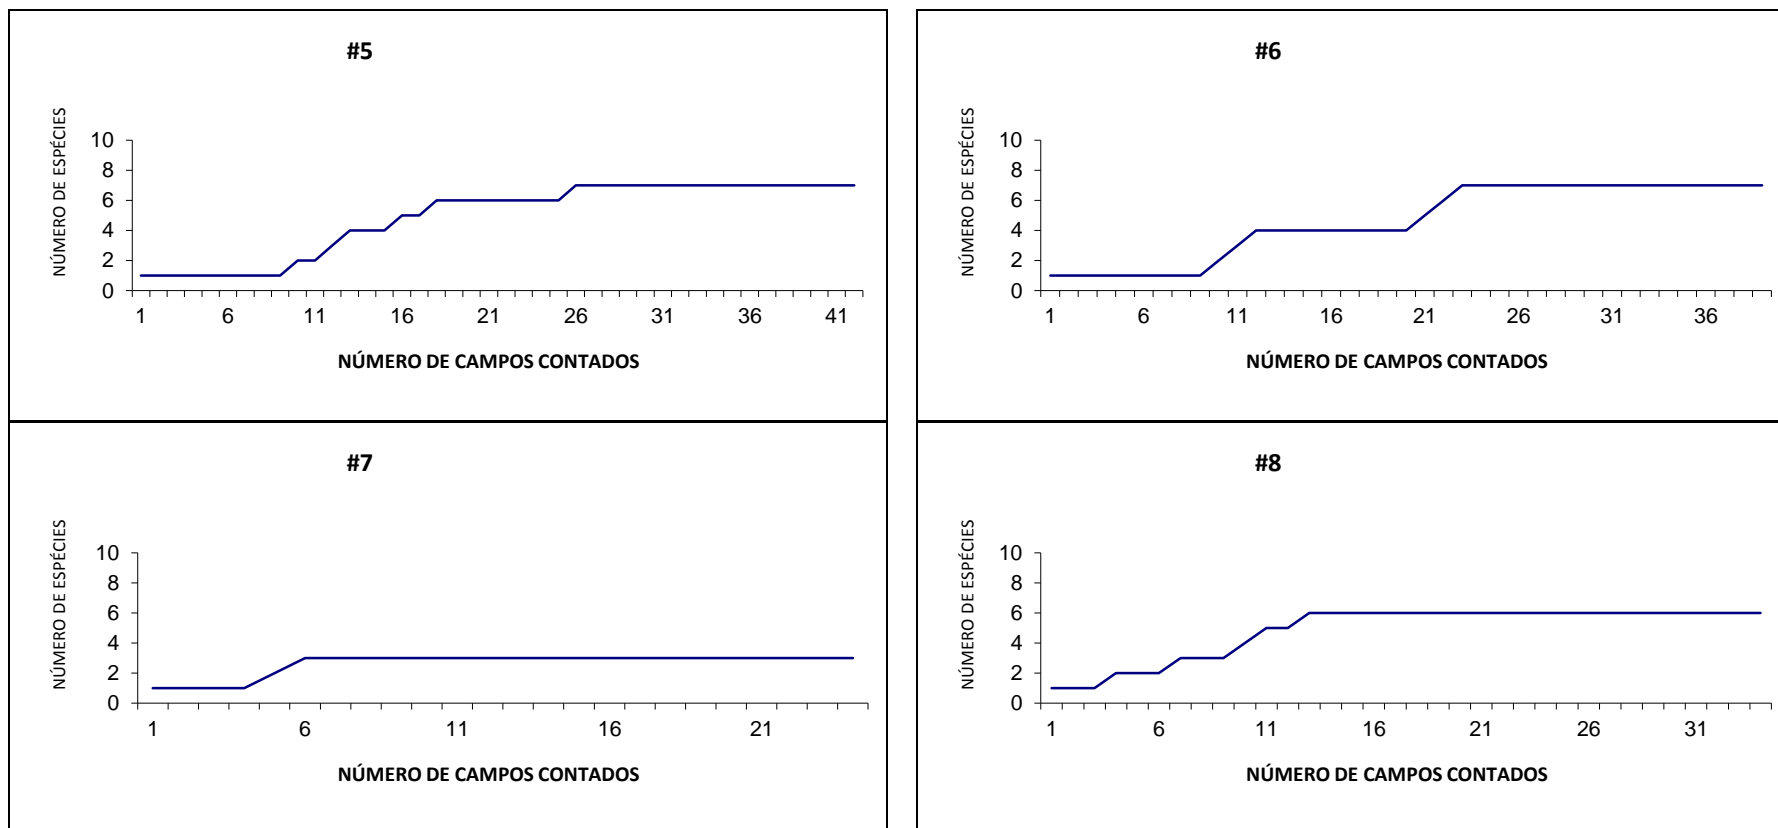 #5
NÚMERO DE ESPÉCIES
10
8
6
4
2
0
1 6 11 16 21 26 31 36 41
NÚMERO DE CAMPOS CONTADOS
#6
NÚMERO DE ESPÉCIES
10
8
6
4
2
0
1 6 11 16 21 26 31 36
NÚMERO DE CAMPOS CONTADOS
#7
NÚMERO DE ESPÉCIES
10
8
6
4
2
0
1 6 11 16 21
NÚMERO DE CAMPOS CONTADOS
#8
NÚMERO DE ESPÉCIES
10
8
6
4
2
0
1 6 11 16 21 26 31
NÚMERO DE CAMPOS CONTADOS